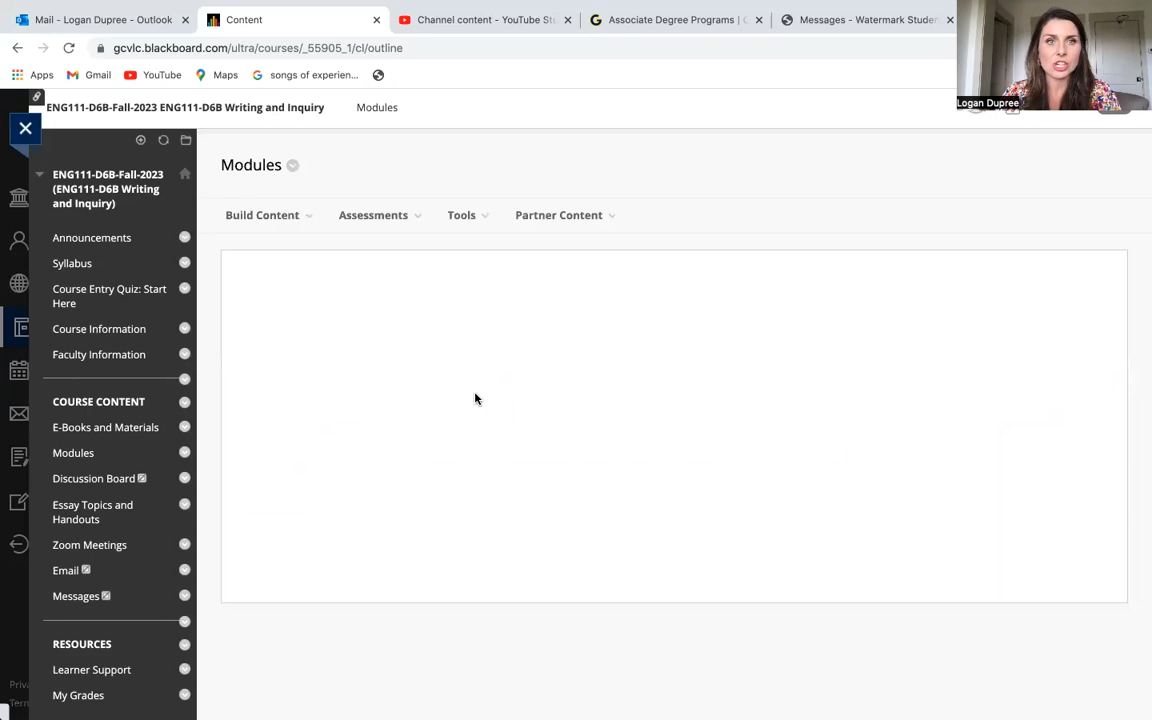 Mail - Logan Dupree - Outlook
Content
Channel content - YouTube St
Associate Degree Programs | G
Messages - Watermark Studen
gcvlc.blackboard.com/ultra/courses/_55905_1/cl/outline
Apps
Gmail
YouTube
Maps
songs of experien...
Logan Dupree
ENG111-D6B-Fall-2023 ENG111-D6B Writing and Inquiry
Modules
ENG111-D6B-Fall-2023
(ENG111-D6B Writing
and Inquiry)
Modules
Build Content
Assessments
Tools
Partner Content
Announcements
Syllabus
Course Entry Quiz: Start
Here
Course Information
Faculty Information
COURSE CONTENT
E-Books and Materials
Modules
Discussion Board
Essay Topics and
Handouts
Zoom Meetings
Email
Messages
RESOURCES
Learner Support
My Grades
Priv
Tern